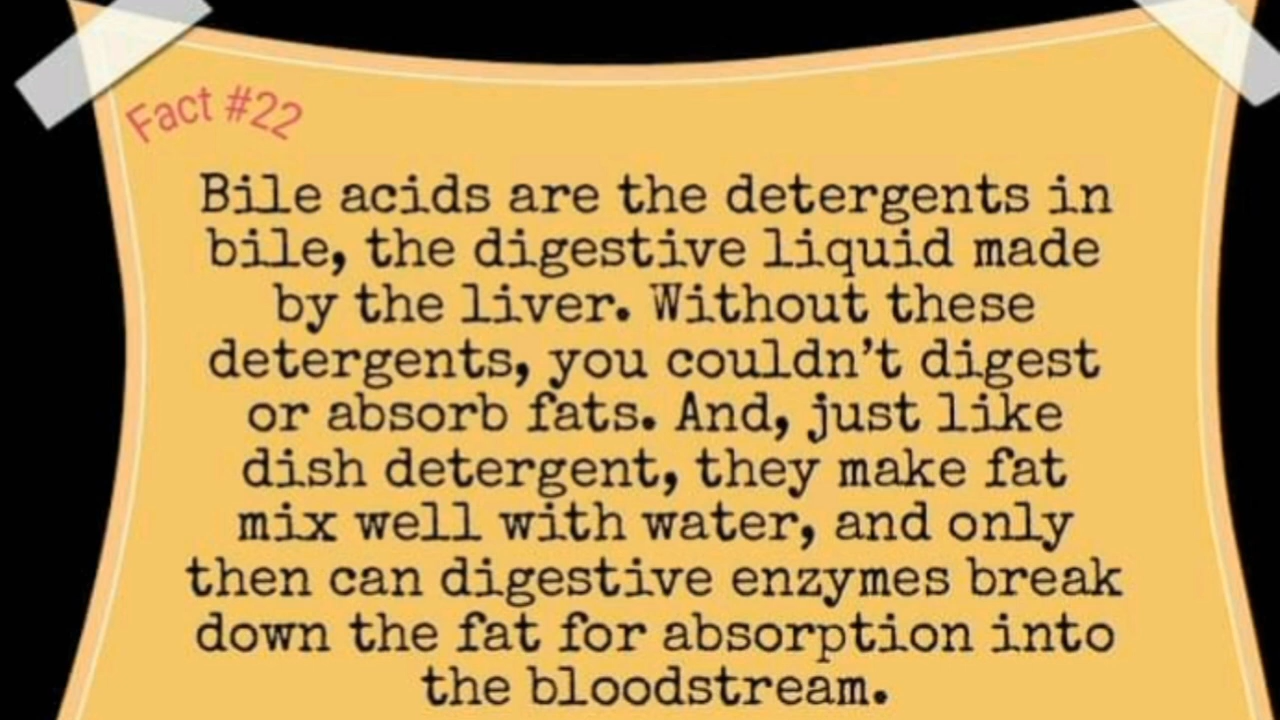 Fact #22
Bile acids are the detergents in
bile, the digestive liquid made
by the liver. Without these
detergents, you couldn't digest
or absorb fats. And, just like
dish detergent, they make fat
mix well with water, and only
then can digestive enzymes break
down the fat for absorption into
the bloodstream.